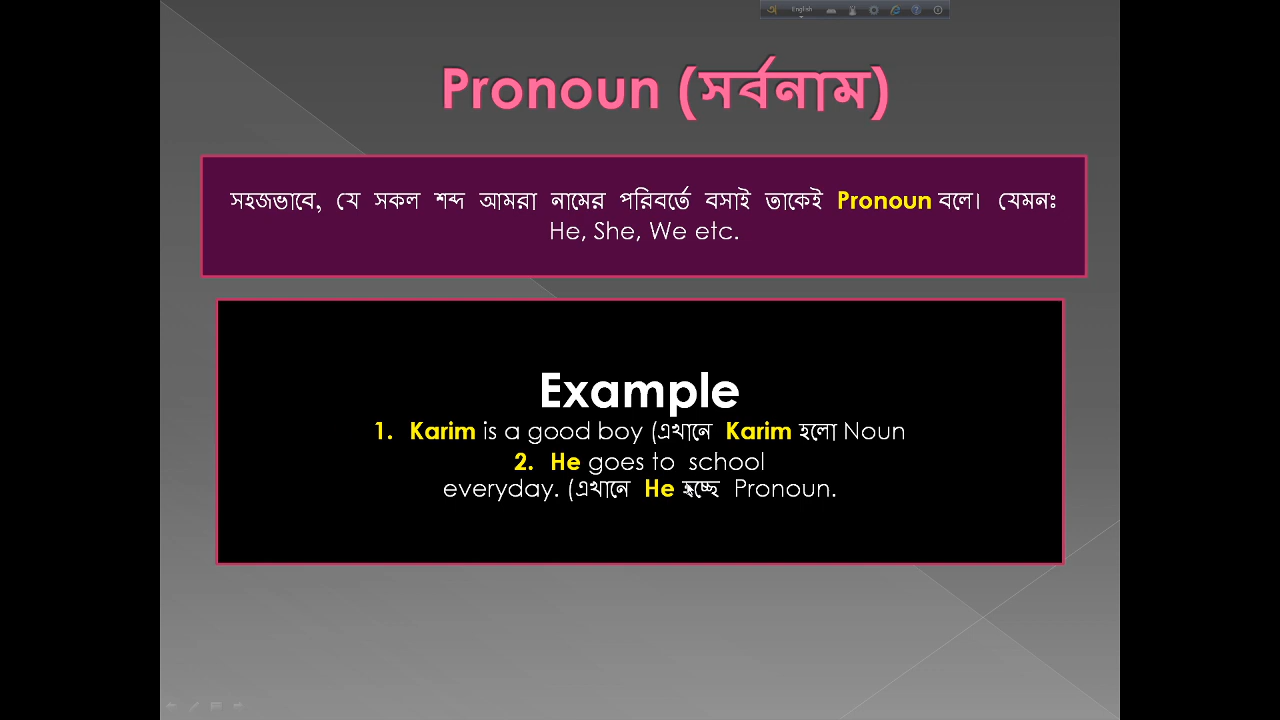 English
Pronoun (সর্বনাম)
সহজভাবে, যে সকল শব্দ আমরা নামের পরিবর্তে বসাই তাকেই Pronoun বলে। যেমনঃ
He, She, We etc.
Example
1. Karim is a good boy (এখানে Karim হলো Noun
2. He goes to school
everyday. (এখানে He হচ্ছে Pronoun.